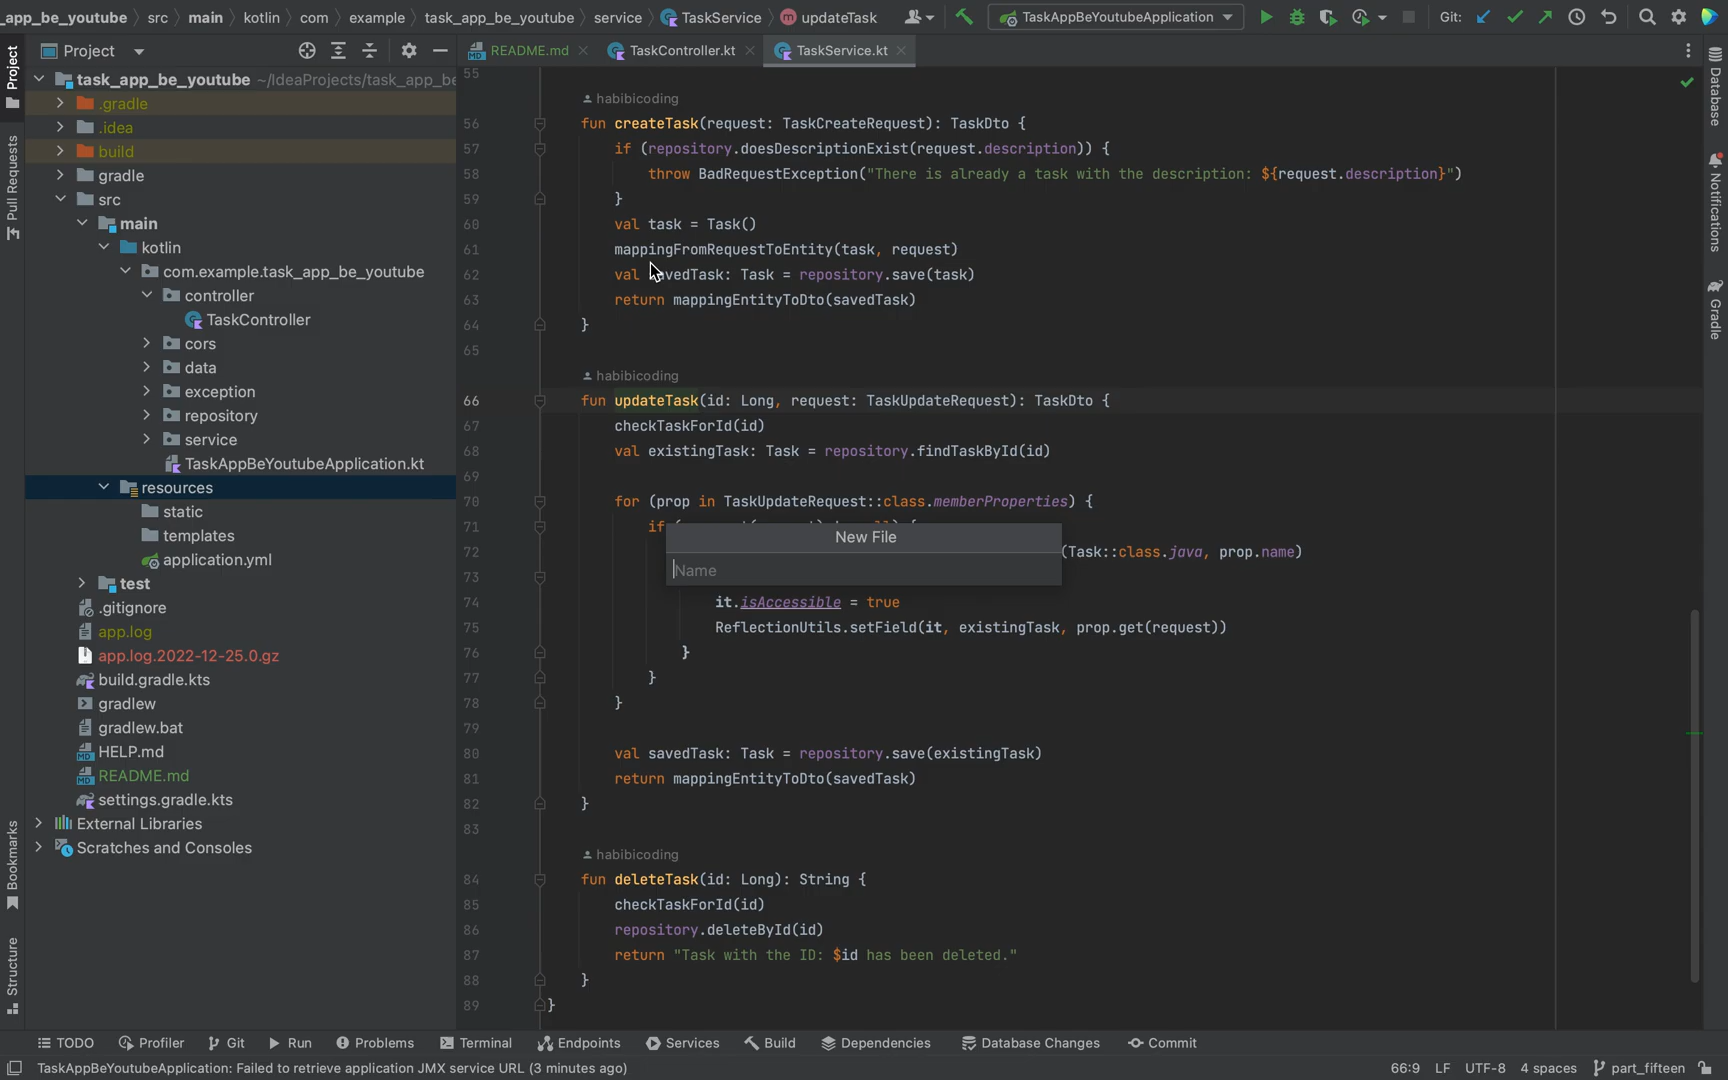 _app_be_youtube src main kotlin com example task_app_be_youtube service TaskService updateTask TaskAppBeYoutubeApplication Git:
Project
README.md TaskController.kt TaskService.kt
Project
Pull Requests
Bookmarks
Structure
task_app_be_youtube ~/IdeaProjects/task_app_be
.gradle
.idea
build
gradle
src
main
kotlin
com.example.task_app_be_youtube
controller
TaskController
cors
data
exception
repository
service
TaskAppBeYoutubeApplication.kt
resources
static
templates
application.yml
test
.gitignore
app.log
app.log.2022-12-25.0.gz
build.gradle.kts
gradlew
gradlew.bat
HELP.md
README.md
settings.gradle.kts
External Libraries
Scratches and Consoles
55
habibicoding
56 fun createTask(request: TaskCreateRequest): TaskDto {
57 if (repository.doesDescriptionExist(request.description)) {
58 throw BadRequestException("There is already a task with the description: ${request.description}")
59 }
60 val task = Task()
61 mappingFromRequestToEntity(task, request)
62 val vedTask: Task = repository.save(task)
63 return mappingEntityToDto(savedTask)
64 }
65
habibicoding
66 fun updateTask(id: Long, request: TaskUpdateRequest): TaskDto {
67 checkTaskForId(id)
68 val existingTask: Task = repository.findTaskById(id)
69
70 for (prop in TaskUpdateRequest::class.memberProperties) {
71 if
New File
72 (Task::class.java, prop.name)
Name
73
74 it.isAccessible = true
75 ReflectionUtils.setField(it, existingTask, prop.get(request))
76 }
77 }
78 }
79
80 val savedTask: Task = repository.save(existingTask)
81 return mappingEntityToDto(savedTask)
82 }
83
habibicoding
84 fun deleteTask(id: Long): String {
85 checkTaskForId(id)
86 repository.deleteById(id)
87 return "Task with the ID: $id has been deleted."
88 }
89 }
Database
Notifications
Gradle
TODO Profiler Git Run Problems Terminal Endpoints Services Build Dependencies Database Changes Commit
TaskAppBeYoutubeApplication: Failed to retrieve application JMX service URL (3 minutes ago) 66:9 LF UTF-8 4 spaces part_fifteen